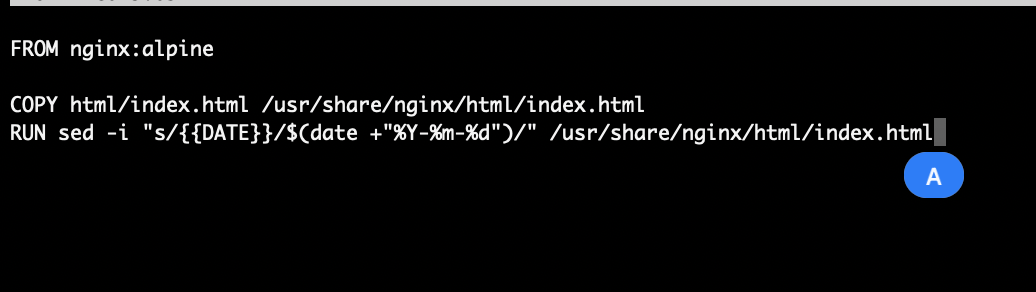 FROM nginx:alpine
COPY html/index.html /usr/share/nginx/html/index.html
RUN sed -i "s/{{DATE}}/$(date +"%Y-%m-%d")/" /usr/share/nginx/html/index.html
A